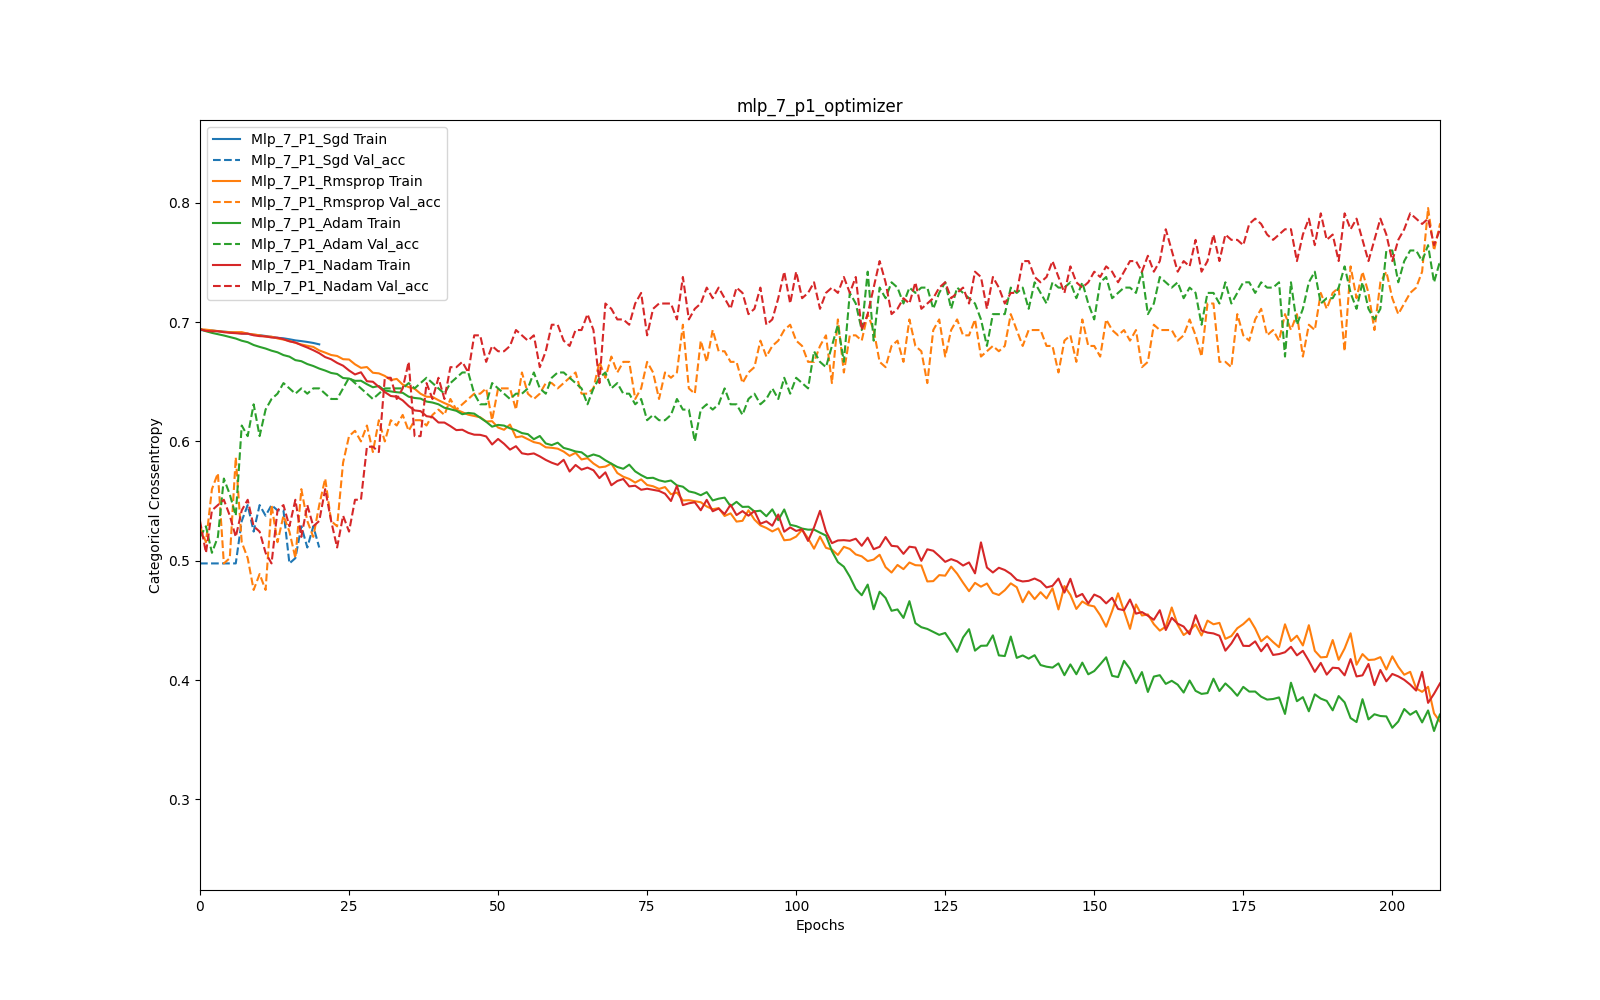 mlp_7_p1_optimizer
Mlp_7_P1_Sgd Train
Mlp_7_P1_Sgd Val_acc
Mlp_7_P1_Rmsprop Train
Mlp_7_P1_Rmsprop Val_acc
Mlp_7_P1_Adam Train
Mlp_7_P1_Adam Val_acc
Mlp_7_P1_Nadam Train
Mlp_7_P1_Nadam Val_acc
Categorical Crossentropy
0.8
0.7
0.6
0.5
0.4
0.3
0 25 50 75 100 125 150 175 200
Epochs